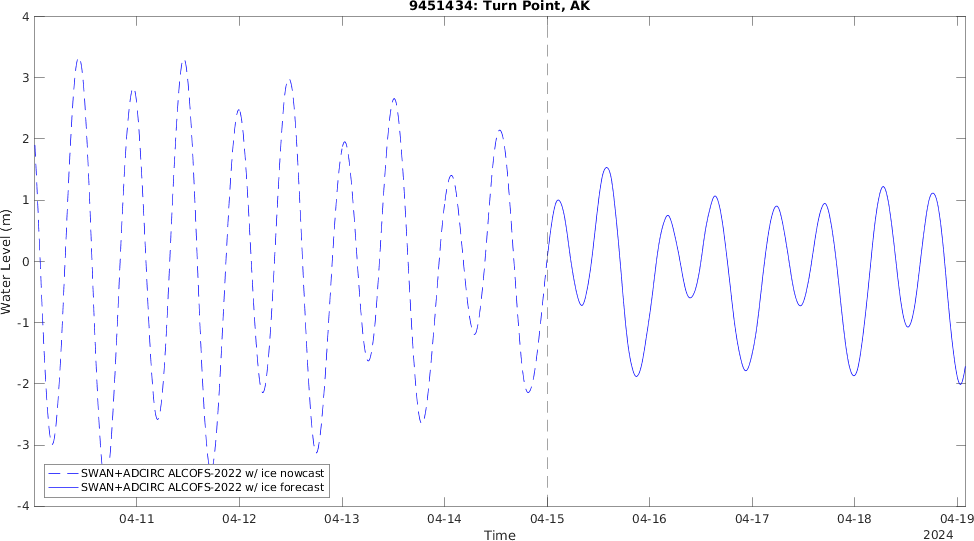 9451434: Turn Point, AK
4
3
2
1
0
-1
-2
-3
-4
Water Level (m)
SWAN+ADCIRC ALCOFS-2022 w/ ice nowcast
SWAN+ADCIRC ALCOFS-2022 w/ ice forecast
04-11 04-12 04-13 04-14 04-15 04-16 04-17 04-18 04-19
Time
2024